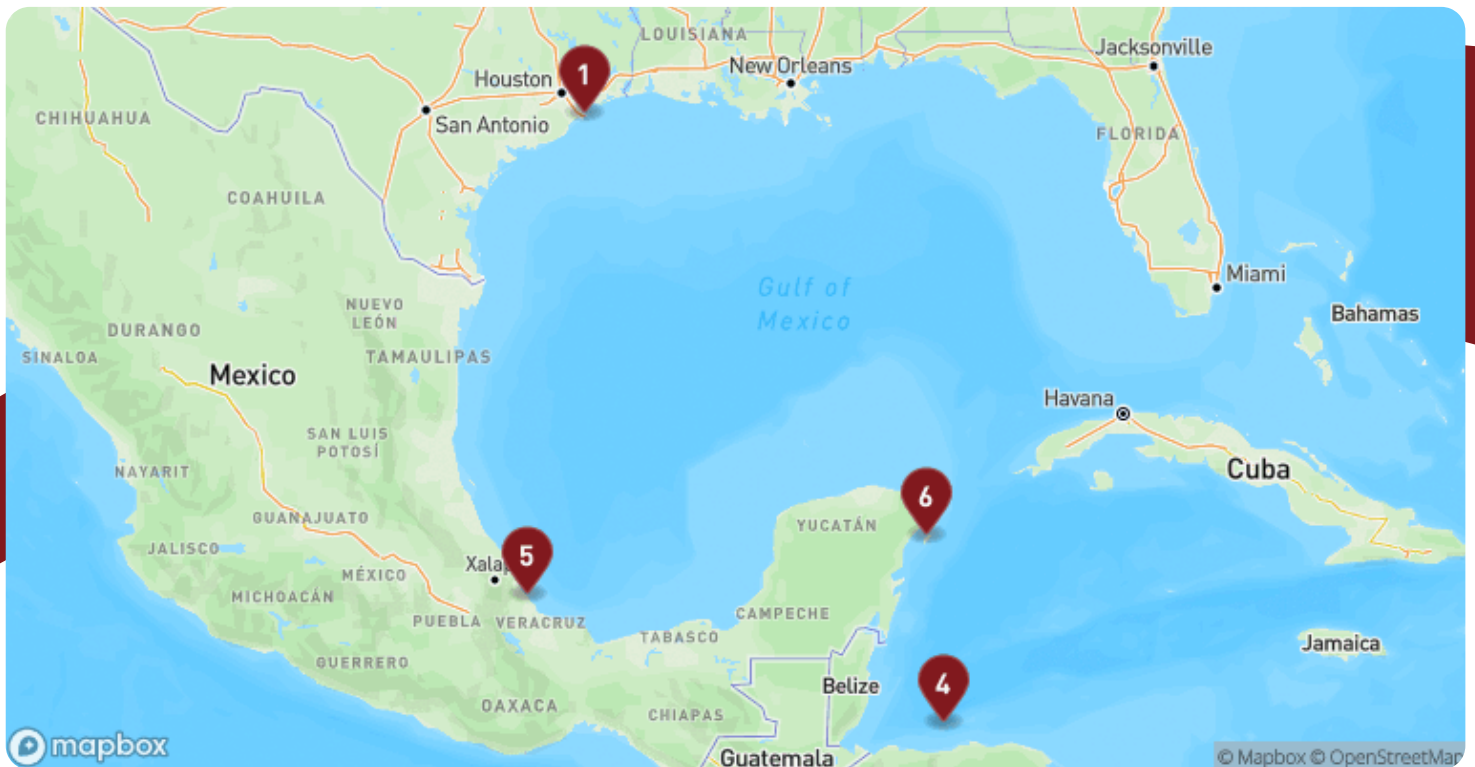 LOUISIANA
Jacksonville
New Orleans
Houston
1
CHIHUAHUA
San Antonio
FLORIDA
COAHUILA
Miami
Gulf of
Mexico
NUEVO
LEÓN
Bahamas
DURANGO
SINALOA
TAMAULIPAS
Mexico
Havana
SAN LUIS
POTOSÍ
NAYARIT
Cuba
6
GUANAJUATO
YUCATÁN
JALISCO
5
Xala
MÉXICO
MICHOACÁN
PUEBLA
VERACRUZ
CAMPECHE
TABASCO
Jamaica
GUERRERO
4
Belize
OAXACA
CHIAPAS
mapbox
Guatemala
© Mapbox © OpenStreetMap